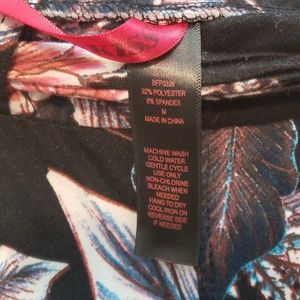 SFP3329
92% POLYESTER
8% SPANDEX
M
MADE IN CHINA
MACHINE WASH
COLD WATER
GENTLE CYCLE
USE ONLY
NON-CHLORINE
BLEACH WHEN
NEEDED
HANG TO DRY
COOL IRON ON
REVERSE SIDE
IF NEEDED